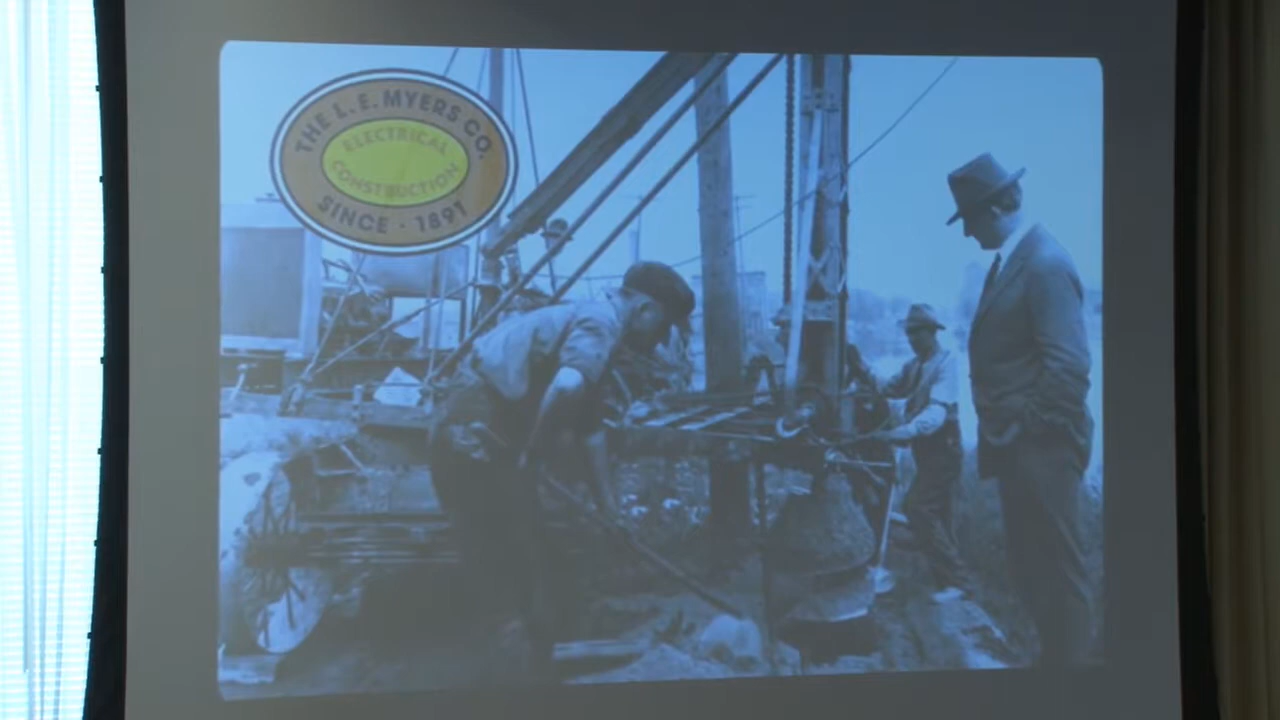 THE L. E. MYERS CO.
ELECTRICAL
CONSTRUCTION
SINCE · 1891